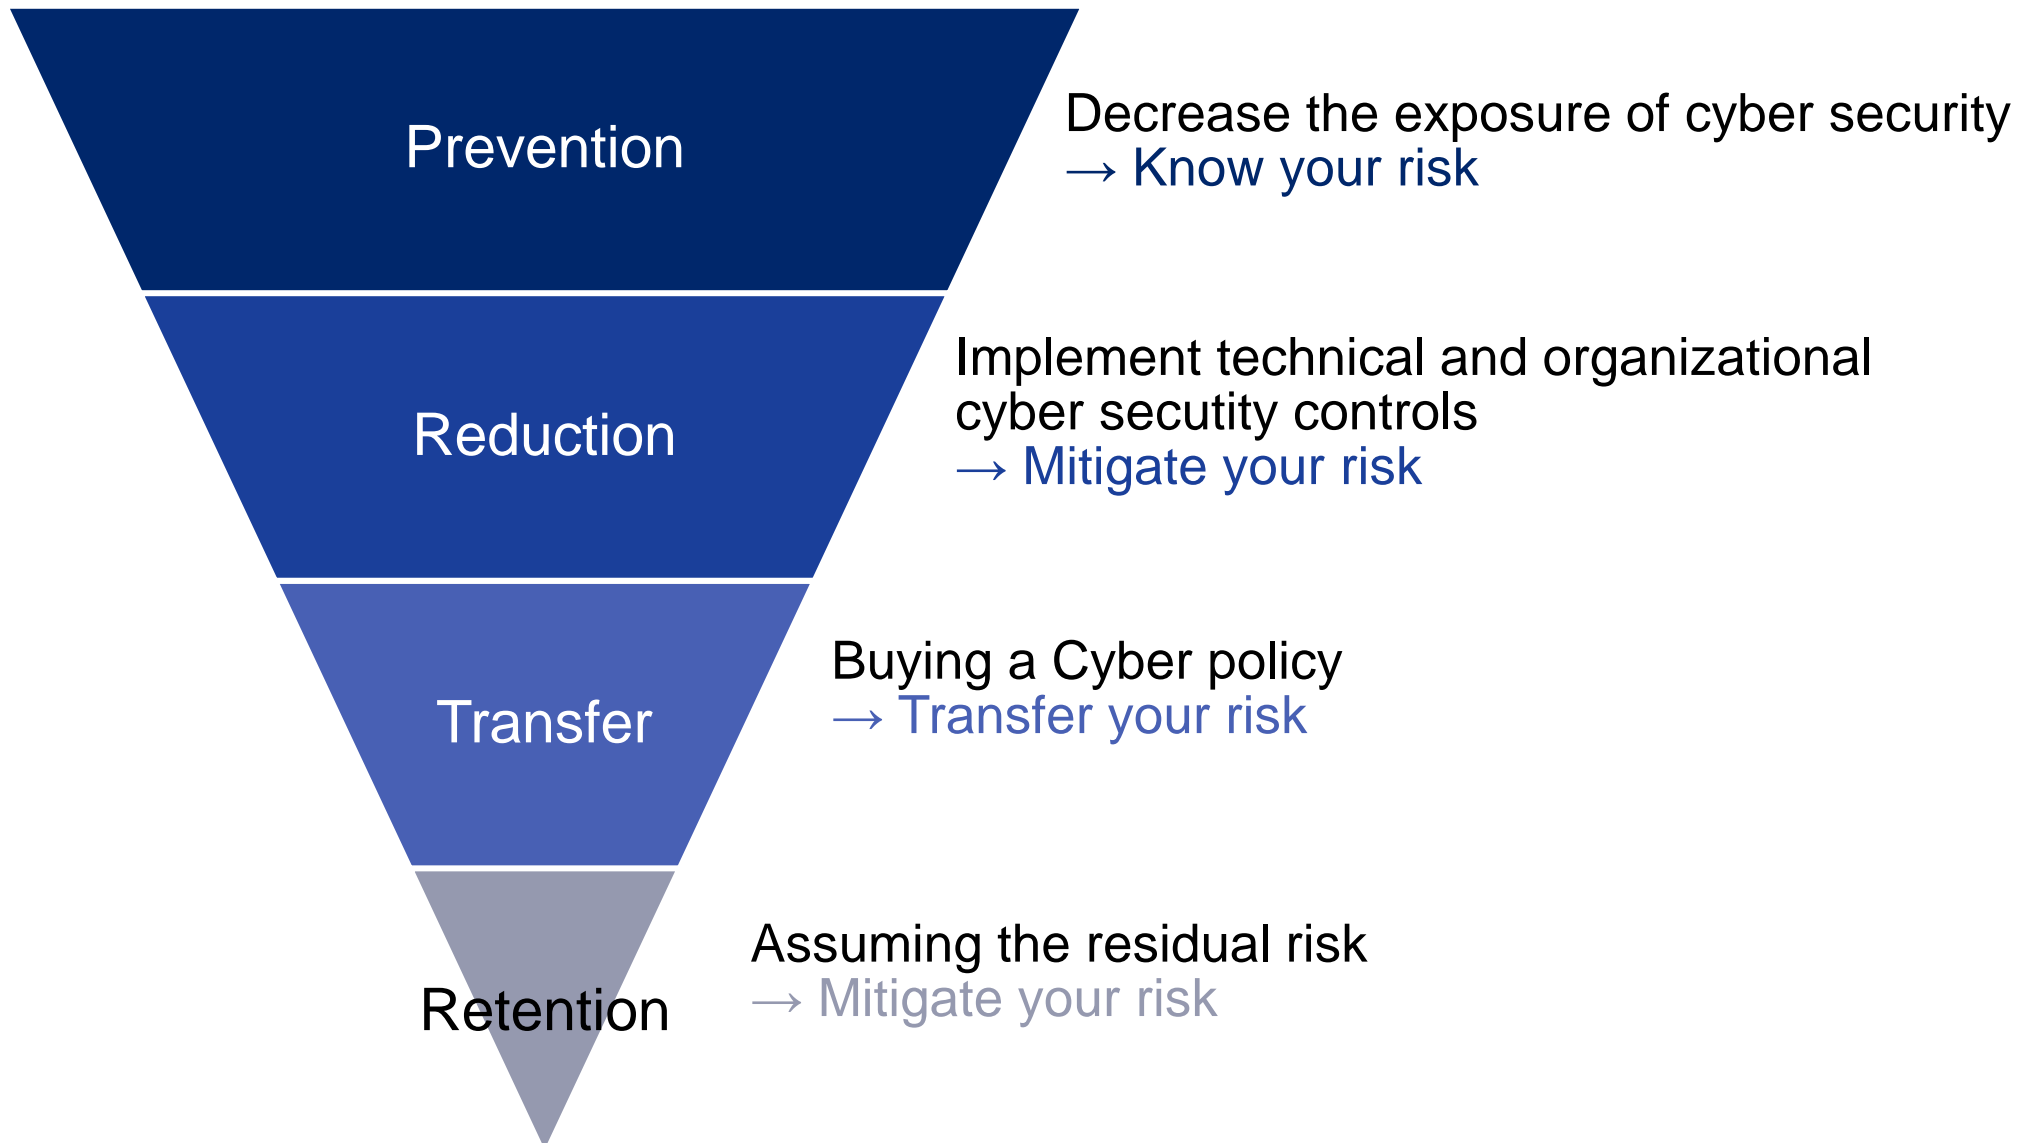 Prevention
Decrease the exposure of cyber security
→ Know your risk
Reduction
Implement technical and organizational
cyber secutity controls
→ Mitigate your risk
Transfer
Buying a Cyber policy
→ Transfer your risk
Retention
Assuming the residual risk
→ Mitigate your risk